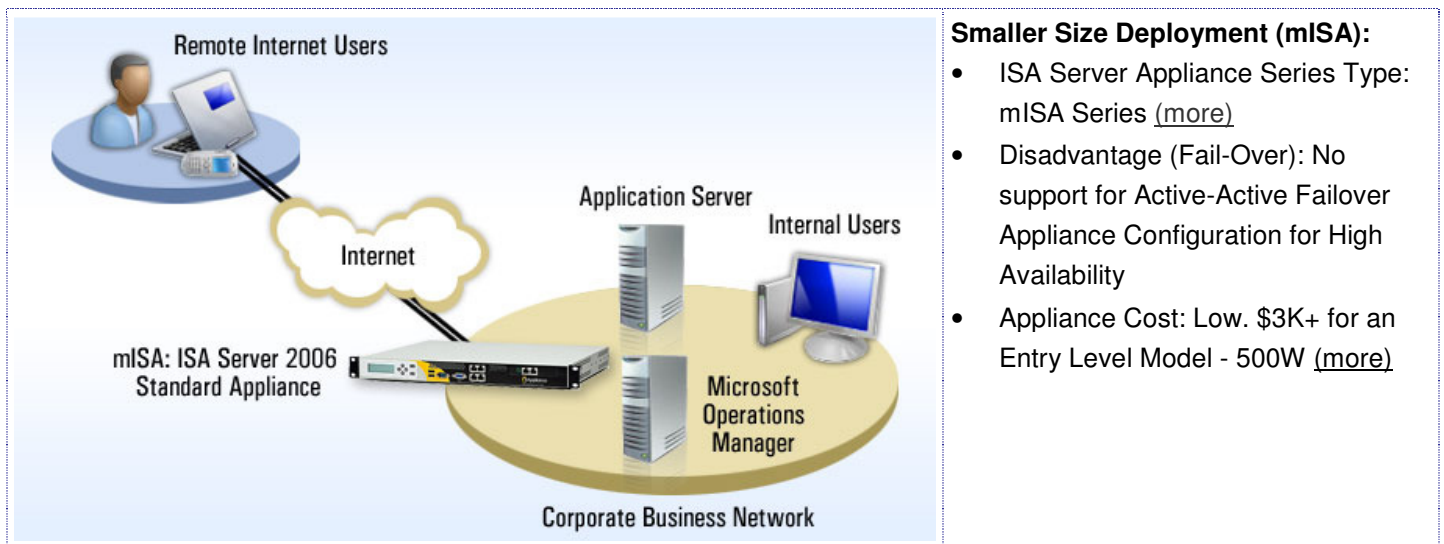 Remote Internet Users
Internet
Application Server
Internal Users
mISA: ISA Server 2006
Standard Appliance
Microsoft
Operations
Manager
Corporate Business Network
Smaller Size Deployment (mISA):
• ISA Server Appliance Series Type:
mISA Series (more)
• Disadvantage (Fail-Over): No
support for Active-Active Failover
Appliance Configuration for High
Availability
• Appliance Cost: Low. $3K+ for an
Entry Level Model - 500W (more)